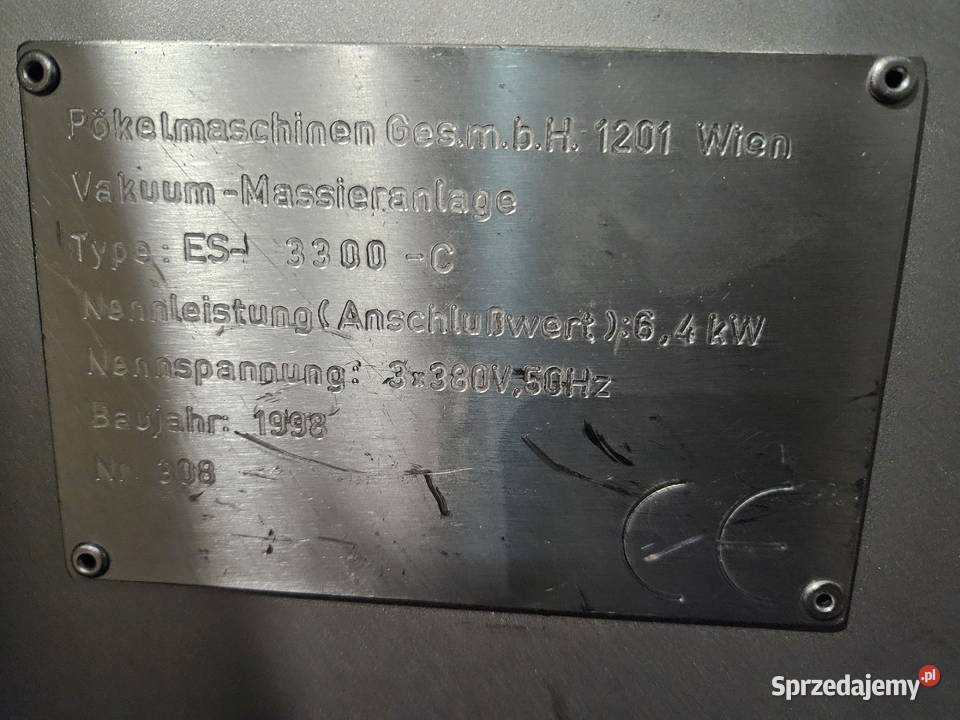 Pökelmaschinen Ges.m.b.H. 1201 Wien
Vakuum-Massieranlage
Type: ES- 3300 -C
Nennleistung(Anschlußwert):6,4 kW
Nennspannung: 3x380V,50Hz
Baujahr: 1998
Nr 308
CE
Sprzedajemy.pl